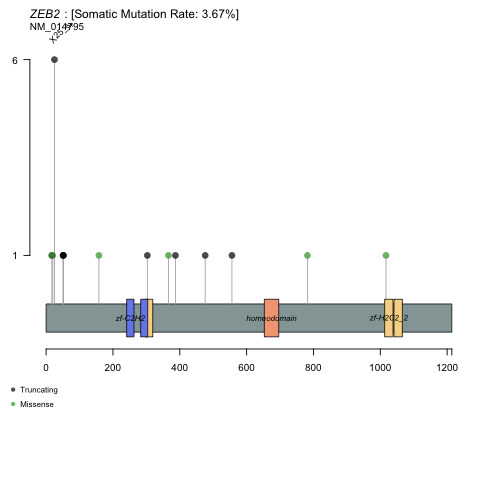 ZEB2 : [Somatic Mutation Rate: 3.67%]
NM_014795
6
1
zf-C2H2
homeodomain
zf-H2C2_2
0 200 400 600 800 1000 1200
Truncating
Missense